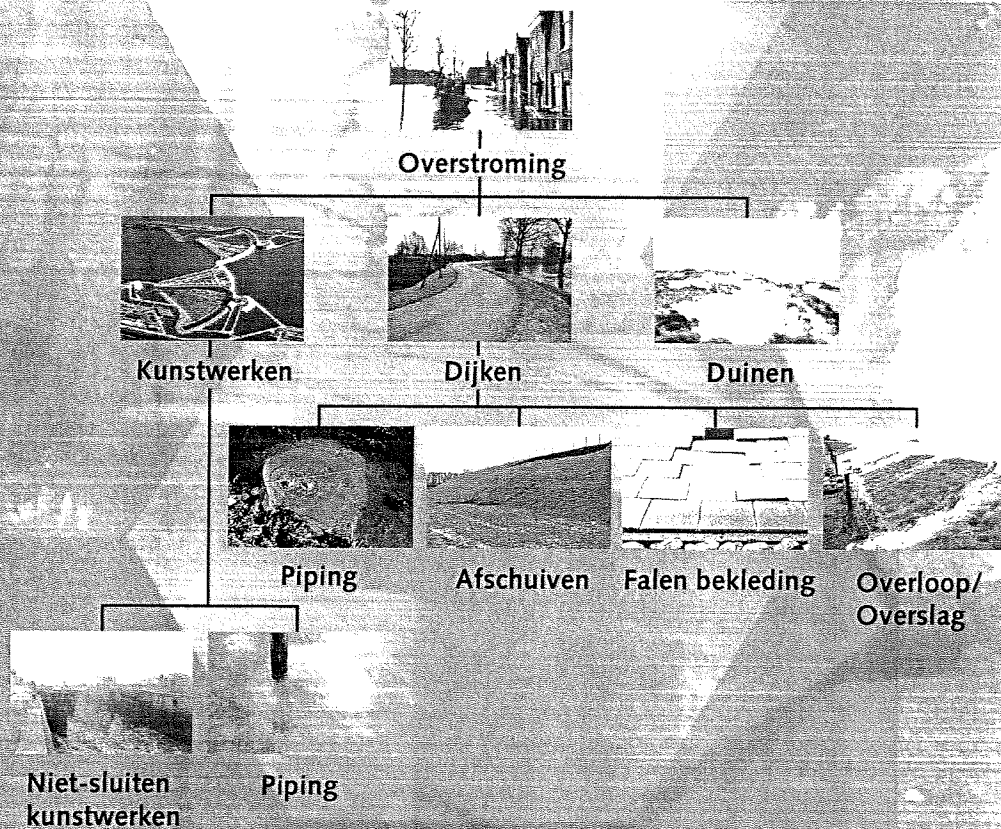 Overstroming
Kunstwerken
Dijken
Duinen
Piping
Afschuiven
Falen bekleding
Overloop/
Overslag
Niet-sluiten
kunstwerken
Piping